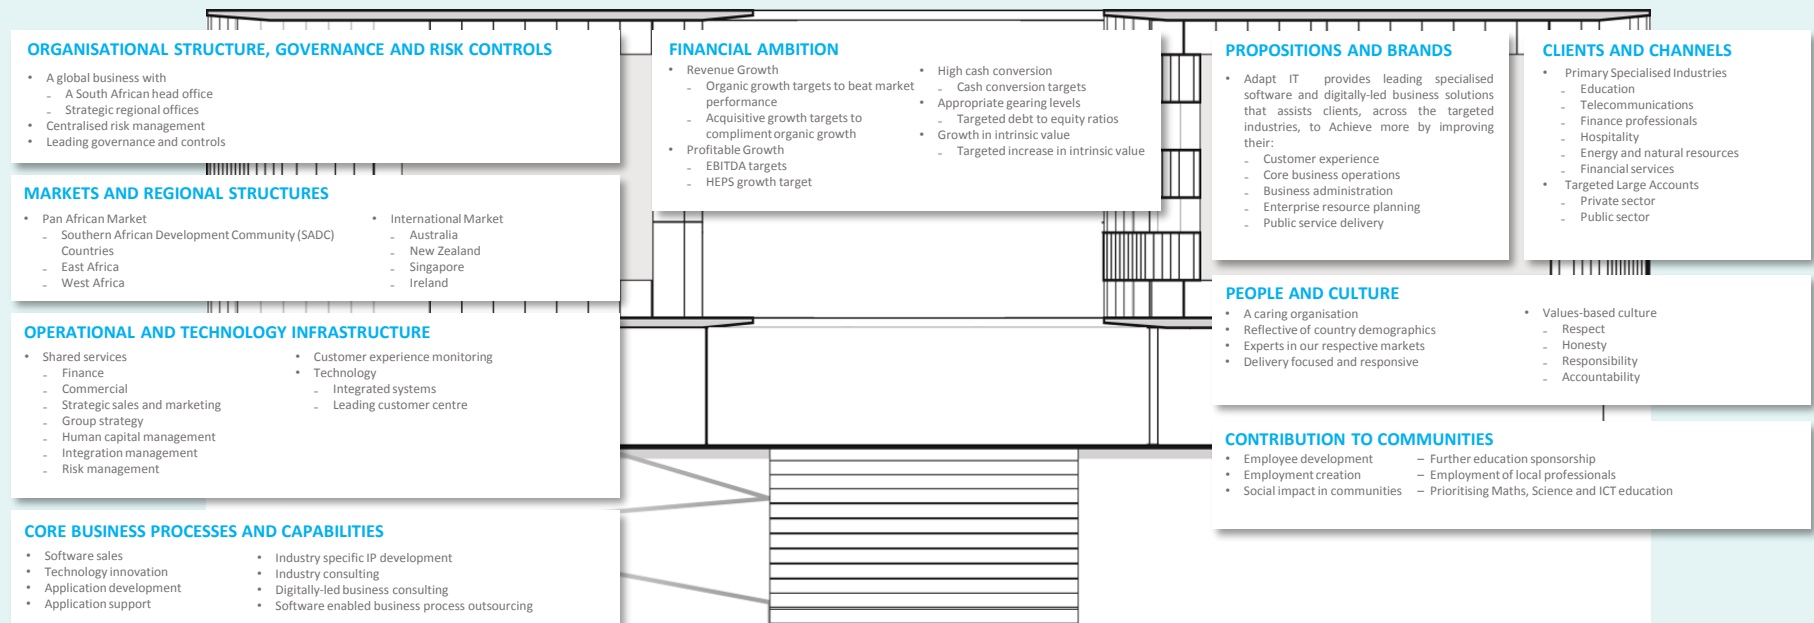 ORGANISATIONAL STRUCTURE, GOVERNANCE AND RISK CONTROLS
• A global business with
- A South African head office
- Strategic regional offices
• Centralised risk management
• Leading governance and controls
MARKETS AND REGIONAL STRUCTURES
• Pan African Market
- Southern African Development Community (SADC)
Countries
- East Africa
- West Africa
• International Market
- Australia
- New Zealand
- Singapore
- Ireland
OPERATIONAL AND TECHNOLOGY INFRASTRUCTURE
• Shared services
- Finance
- Commercial
- Strategic sales and marketing
- Group strategy
- Human capital management
- Integration management
- Risk management
• Customer experience monitoring
• Technology
- Integrated systems
- Leading customer centre
CORE BUSINESS PROCESSES AND CAPABILITIES
• Software sales
• Technology innovation
• Application development
• Application support
• Industry specific IP development
• Industry consulting
• Digitally-led business consulting
• Software enabled business process outsourcing
FINANCIAL AMBITION
• Revenue Growth
- Organic growth targets to beat market
performance
- Acquisitive growth targets to
compliment organic growth
• Profitable Growth
- EBITDA targets
- HEPS growth target
• High cash conversion
- Cash conversion targets
• Appropriate gearing levels
- Targeted debt to equity ratios
• Growth in intrinsic value
- Targeted increase in intrinsic value
PROPOSITIONS AND BRANDS
• Adapt IT provides leading specialised
software and digitally-led business solutions
that assists clients, across the targeted
industries, to Achieve more by improving
their:
- Customer experience
- Core business operations
- Business administration
- Enterprise resource planning
- Public service delivery
CLIENTS AND CHANNELS
• Primary Specialised Industries
- Education
- Telecommunications
- Finance professionals
- Hospitality
- Energy and natural resources
- Financial services
• Targeted Large Accounts
- Private sector
- Public sector
PEOPLE AND CULTURE
• A caring organisation
• Reflective of country demographics
• Experts in our respective markets
• Delivery focused and responsive
• Values-based culture
- Respect
- Honesty
- Responsibility
- Accountability
CONTRIBUTION TO COMMUNITIES
• Employee development – Further education sponsorship
• Employment creation – Employment of local professionals
• Social impact in communities – Prioritising Maths, Science and ICT education